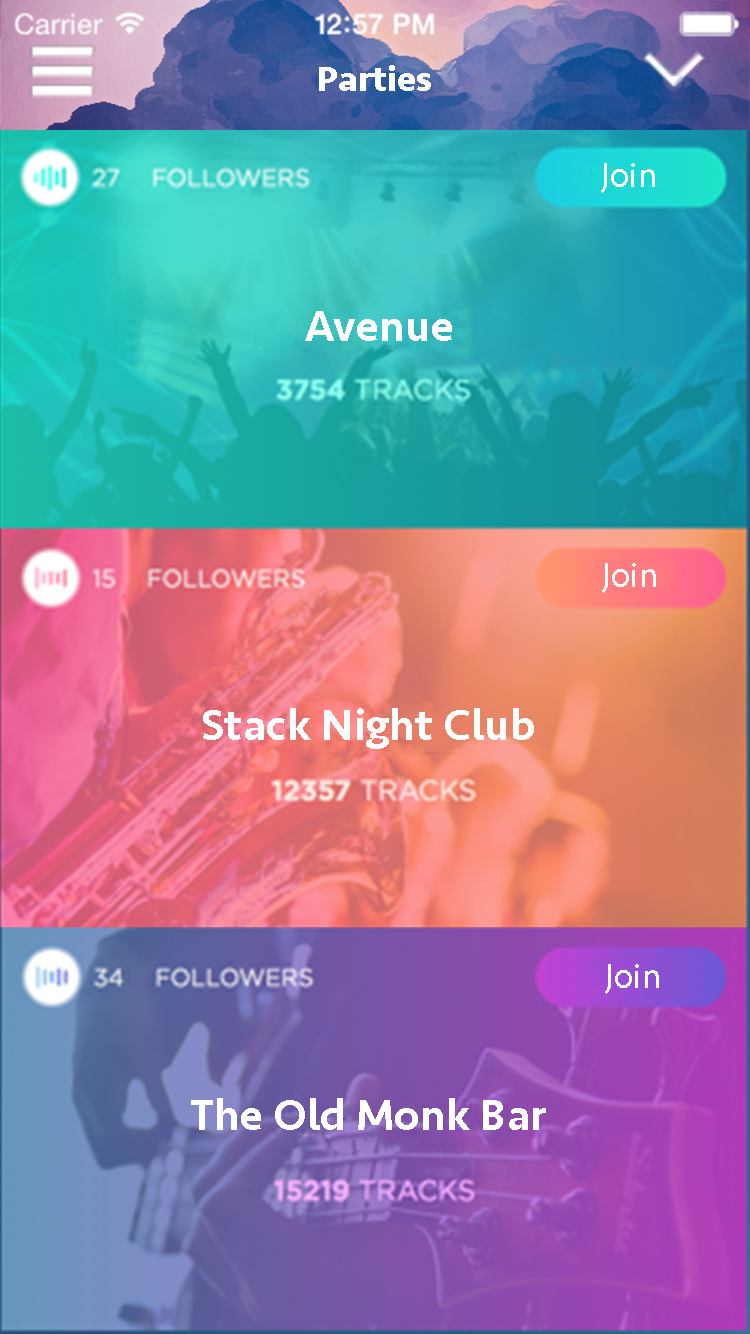 Carrier 12:57 PM
Parties
27 FOLLOWERS Join
Avenue
3754 TRACKS
15 FOLLOWERS Join
Stack Night Club
12357 TRACKS
34 FOLLOWERS Join
The Old Monk Bar
15219 TRACKS